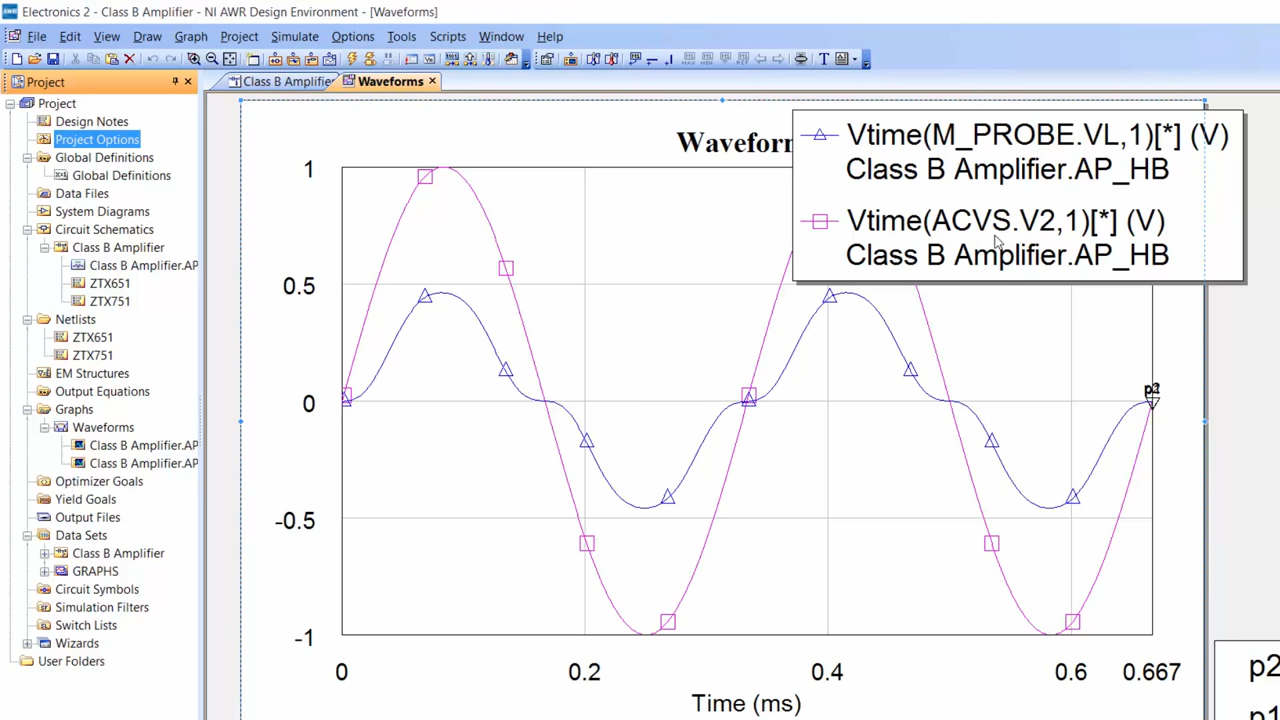 Electronics 2 - Class B Amplifier - NI AWR Design Environment - [Waveforms]
File Edit View Draw Graph Project Simulate Options Tools Scripts Window Help
Project
Class B Amplifier
Waveforms
Project
Design Notes
Project Options
Global Definitions
Global Definitions
Data Files
System Diagrams
Circuit Schematics
Class B Amplifier
Class B Amplifier.AP
ZTX651
ZTX751
Netlists
ZTX651
ZTX751
EM Structures
Output Equations
Graphs
Waveforms
Class B Amplifier.AP
Class B Amplifier.AP
Optimizer Goals
Yield Goals
Output Files
Data Sets
Class B Amplifier
GRAPHS
Circuit Symbols
Simulation Filters
Switch Lists
Wizards
User Folders
Waveforn
Vtime(M_PROBE.VL,1)[*] (V)
Class B Amplifier.AP_HB
Vtime(ACVS.V2,1)[*] (V)
Class B Amplifier.AP_HB
1
0.5
0
-0.5
-1
0 0.2 0.4 0.6 0.667
Time (ms)
p2
p1